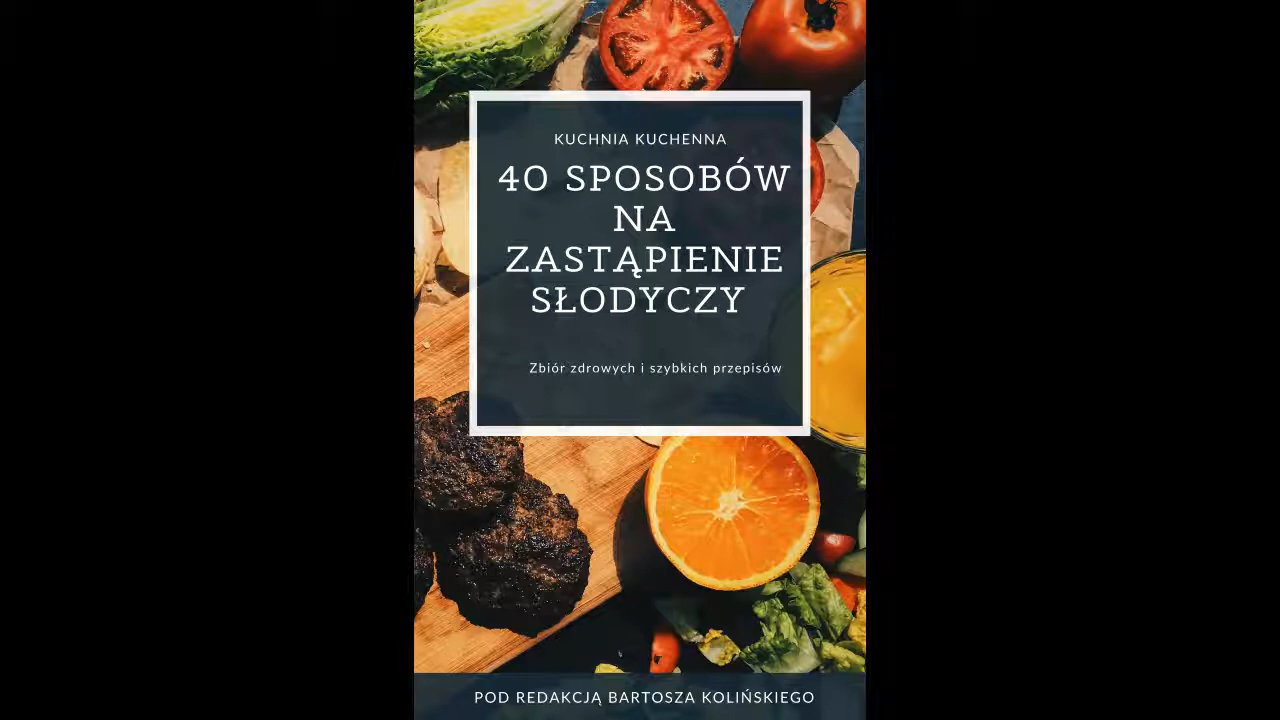 KUCHNIA KUCHENNA
40 SPOSOBÓW
NA
ZASTĄPIENIE
SŁODYCZY
Zbiór zdrowych i szybkich przepisów
POD REDAKCJĄ BARTOSZA KOLIŃSKIEGO